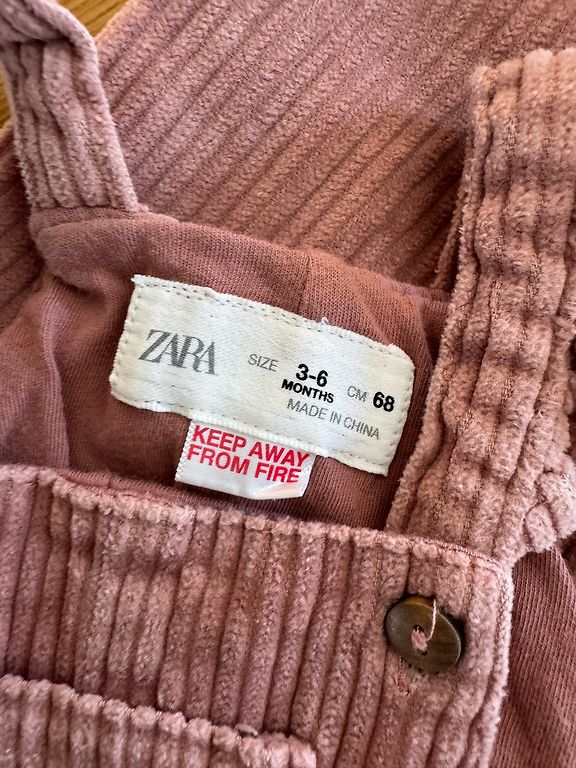 ZARA
SIZE 3-6 MONTHS CM 68
MADE IN CHINA
KEEP AWAY
FROM FIRE